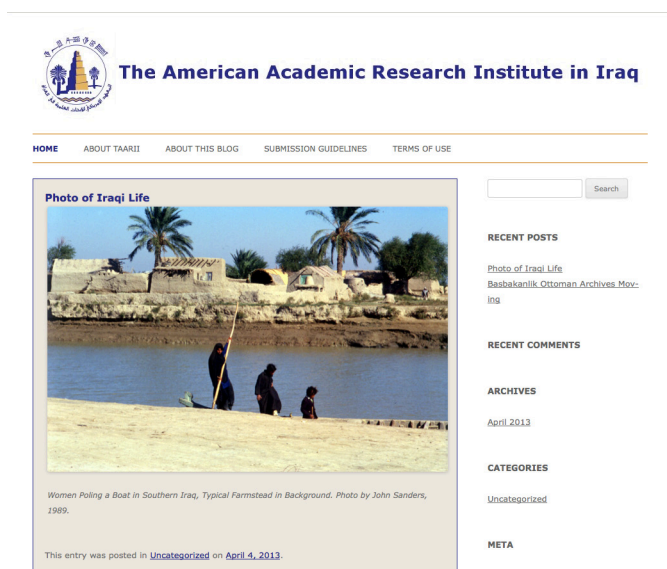 The American Academic Research Institute in Iraq
HOME ABOUT TAARII ABOUT THIS BLOG SUBMISSION GUIDELINES TERMS OF USE
Photo of Iraqi Life
Women Poling a Boat in Southern Iraq, Typical Farmstead in Background. Photo by John Sanders,
1989.
This entry was posted in Uncategorized on April 4, 2013.
Search
RECENT POSTS
Photo of Iraqi Life
Basbakanlik Ottoman Archives Mov-
ing
RECENT COMMENTS
ARCHIVES
April 2013
CATEGORIES
Uncategorized
META